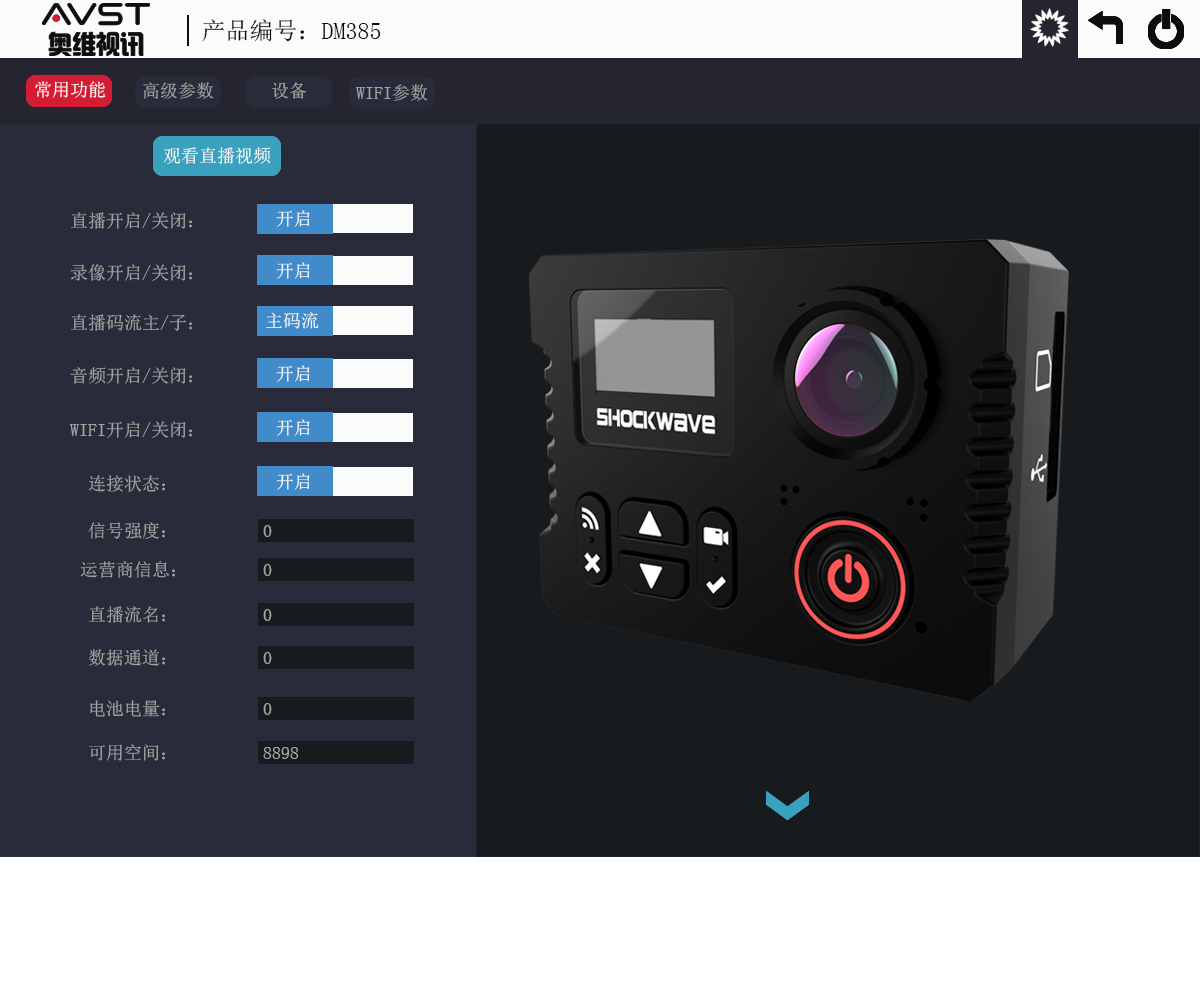 AVST
奥维视讯
产品编号：DM385
常用功能
高级参数
设备
WIFI参数
观看直播视频
直播开启/关闭：
开启
录像开启/关闭：
开启
直播码流主/子：
主码流
音频开启/关闭：
开启
WIFI开启/关闭：
开启
连接状态：
开启
信号强度：
0
运营商信息：
0
直播流名：
0
数据通道：
0
电池电量：
0
可用空间：
8898
SHOCKWAVE